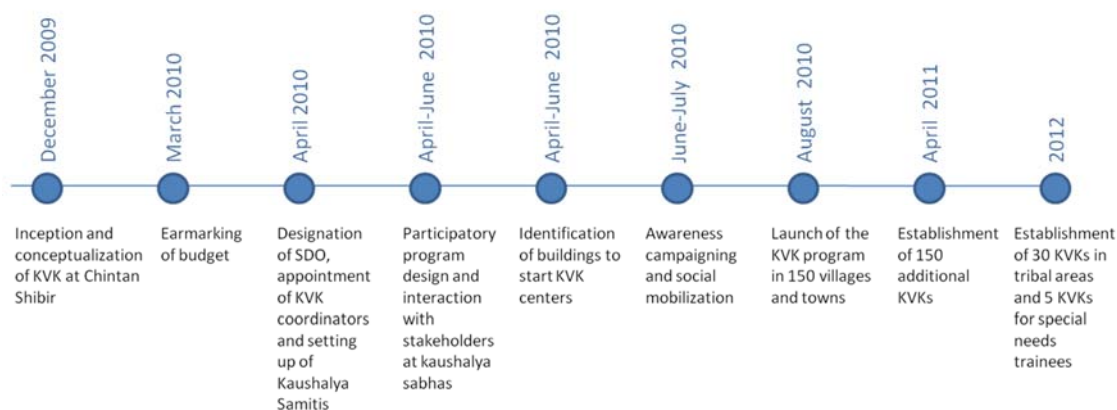 December 2009
March 2010
April 2010
April-June 2010
April-June 2010
June-July 2010
August 2010
April 2011
2012
Inception and
conceptualization
of KVK at Chintan
Shibir
Earmarking
of budget
Designation
of SDO,
appointment
of KVK
coordinators
and setting
up of
Kaushalya
Samitis
Participatory
program
design and
interaction
with
stakeholders
at kaushalya
sabhas
Identification
of buildings to
start KVK
centers
Awareness
campaigning
and social
mobilization
Launch of the
KVK program
in 150 villages
and towns
Establishment
of 150
additional
KVKs
Establishment
of 30 KVKs in
tribal areas
and 5 KVKs
for special
needs
trainees